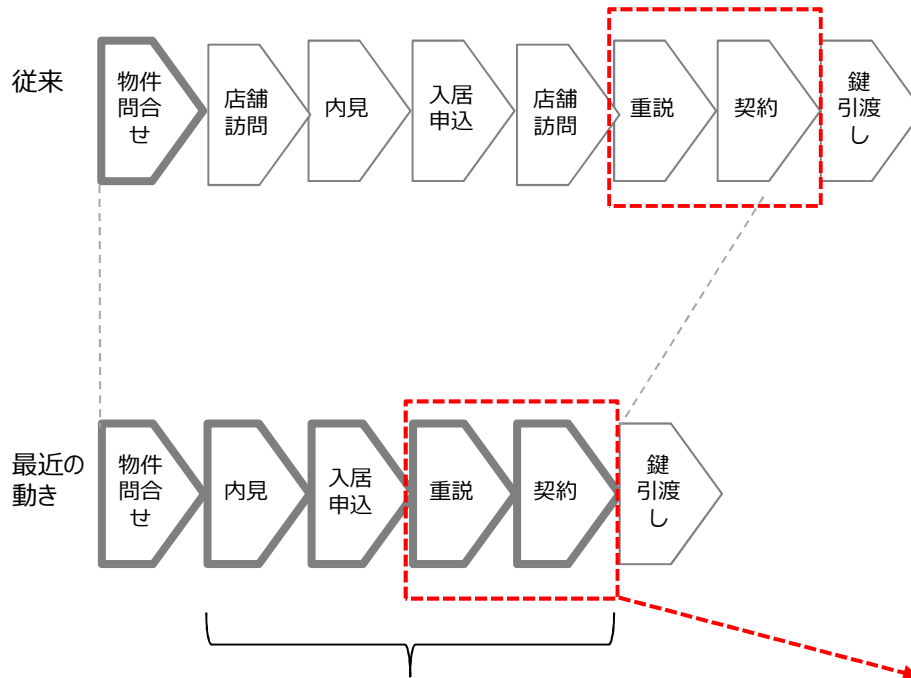 従来
物件
問合
せ
店舗
訪問
内見
入居
申込
店舗
訪問
重説
契約
鍵
引渡
し
最近の
動き
物件
問合
せ
内見
入居
申込
重説
契約
鍵
引渡
し